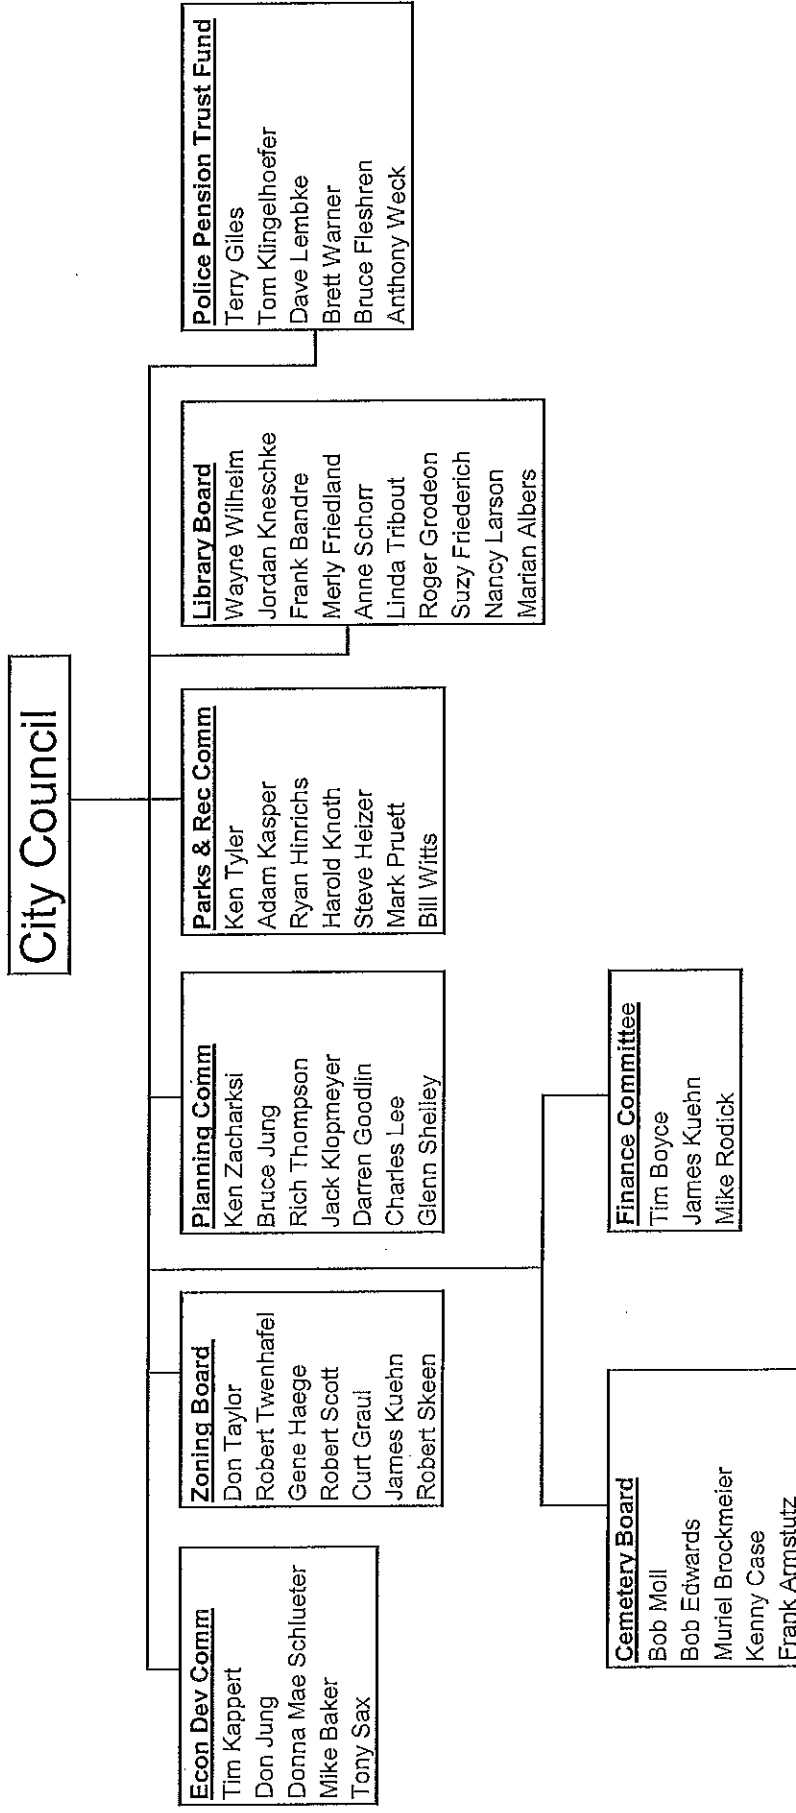 City Council
Econ Dev Comm
Tim Kappert
Don Jung
Donna Mae Schlueter
Mike Baker
Tony Sax
Zoning Board
Don Taylor
Robert Twenhafel
Gene Haege
Robert Scott
Curt Graul
James Kuehn
Robert Skeen
Planning Comm
Ken Zacharksi
Bruce Jung
Rich Thompson
Jack Klopmeyer
Darren Goodlin
Charles Lee
Glenn Shelley
Parks & Rec Comm
Ken Tyler
Adam Kasper
Ryan Hinrichs
Harold Knoth
Steve Heizer
Mark Pruett
Bill Witts
Library Board
Wayne Wilhelm
Jordan Kneschke
Frank Bandre
Merly Friedland
Anne Schorr
Linda Tribout
Roger Grodeon
Suzy Friederich
Nancy Larson
Marian Albers
Police Pension Trust Fund
Terry Giles
Tom Klingelhoefer
Dave Lembke
Brett Warner
Bruce Fleshren
Anthony Weck
Cemetery Board
Bob Moll
Bob Edwards
Muriel Brockmeier
Kenny Case
Frank Armstutz
Finance Committee
Tim Boyce
James Kuehn
Mike Rodick